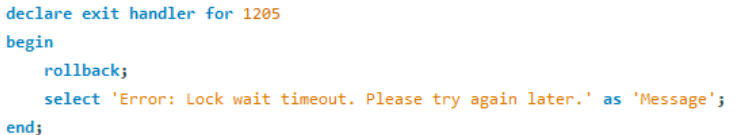 declare exit handler for 1205
begin
    rollback;
    select 'Error: Lock wait timeout. Please try again later.' as 'Message';
end;